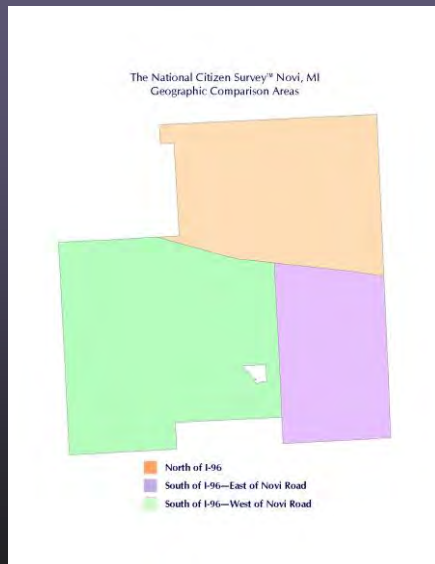 The National Citizen Survey™ Novi, MI
Geographic Comparison Areas
North of I-96
South of I-96—East of Novi Road
South of I-96—West of Novi Road